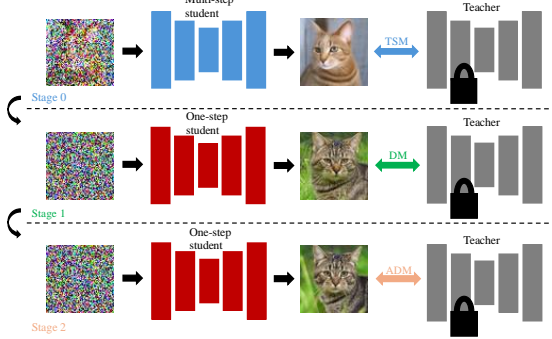 Multi-step
student
Teacher
TSM
Stage 0
One-step
student
Teacher
DM
Stage 1
One-step
student
Teacher
ADM
Stage 2